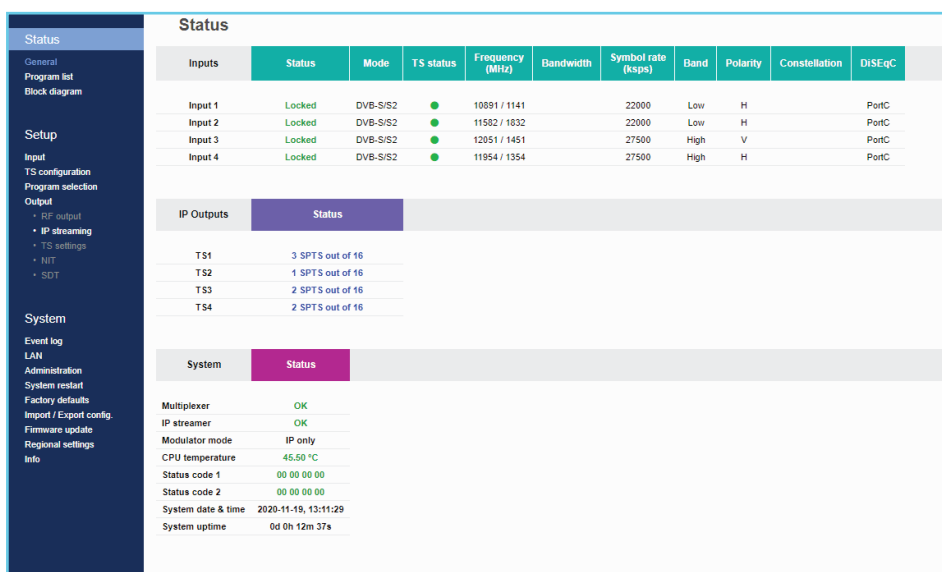 Status
General
Program list
Block diagram
Setup
Input
TS configuration
Program selection
Output
• RF output
• IP streaming
• TS settings
• NIT
• SDT
System
Event log
LAN
Administration
System restart
Factory defaults
Import / Export config.
Firmware update
Regional settings
Info
Status
Inputs Status Mode TS status Frequency (MHz) Bandwidth Symbol rate (ksps) Band Polarity Constellation DiSEqC
Input 1 Locked DVB-S/S2 10891 / 1141 22000 Low H PortC
Input 2 Locked DVB-S/S2 11582 / 1832 22000 Low H PortC
Input 3 Locked DVB-S/S2 12051 / 1451 27500 High V PortC
Input 4 Locked DVB-S/S2 11954 / 1354 27500 High H PortC
IP Outputs Status
TS1 3 SPTS out of 16
TS2 1 SPTS out of 16
TS3 2 SPTS out of 16
TS4 2 SPTS out of 16
System Status
Multiplexer OK
IP streamer OK
Modulator mode IP only
CPU temperature 45.50 °C
Status code 1 00 00 00 00
Status code 2 00 00 00 00
System date & time 2020-11-19, 13:11:29
System uptime 0d 0h 12m 37s